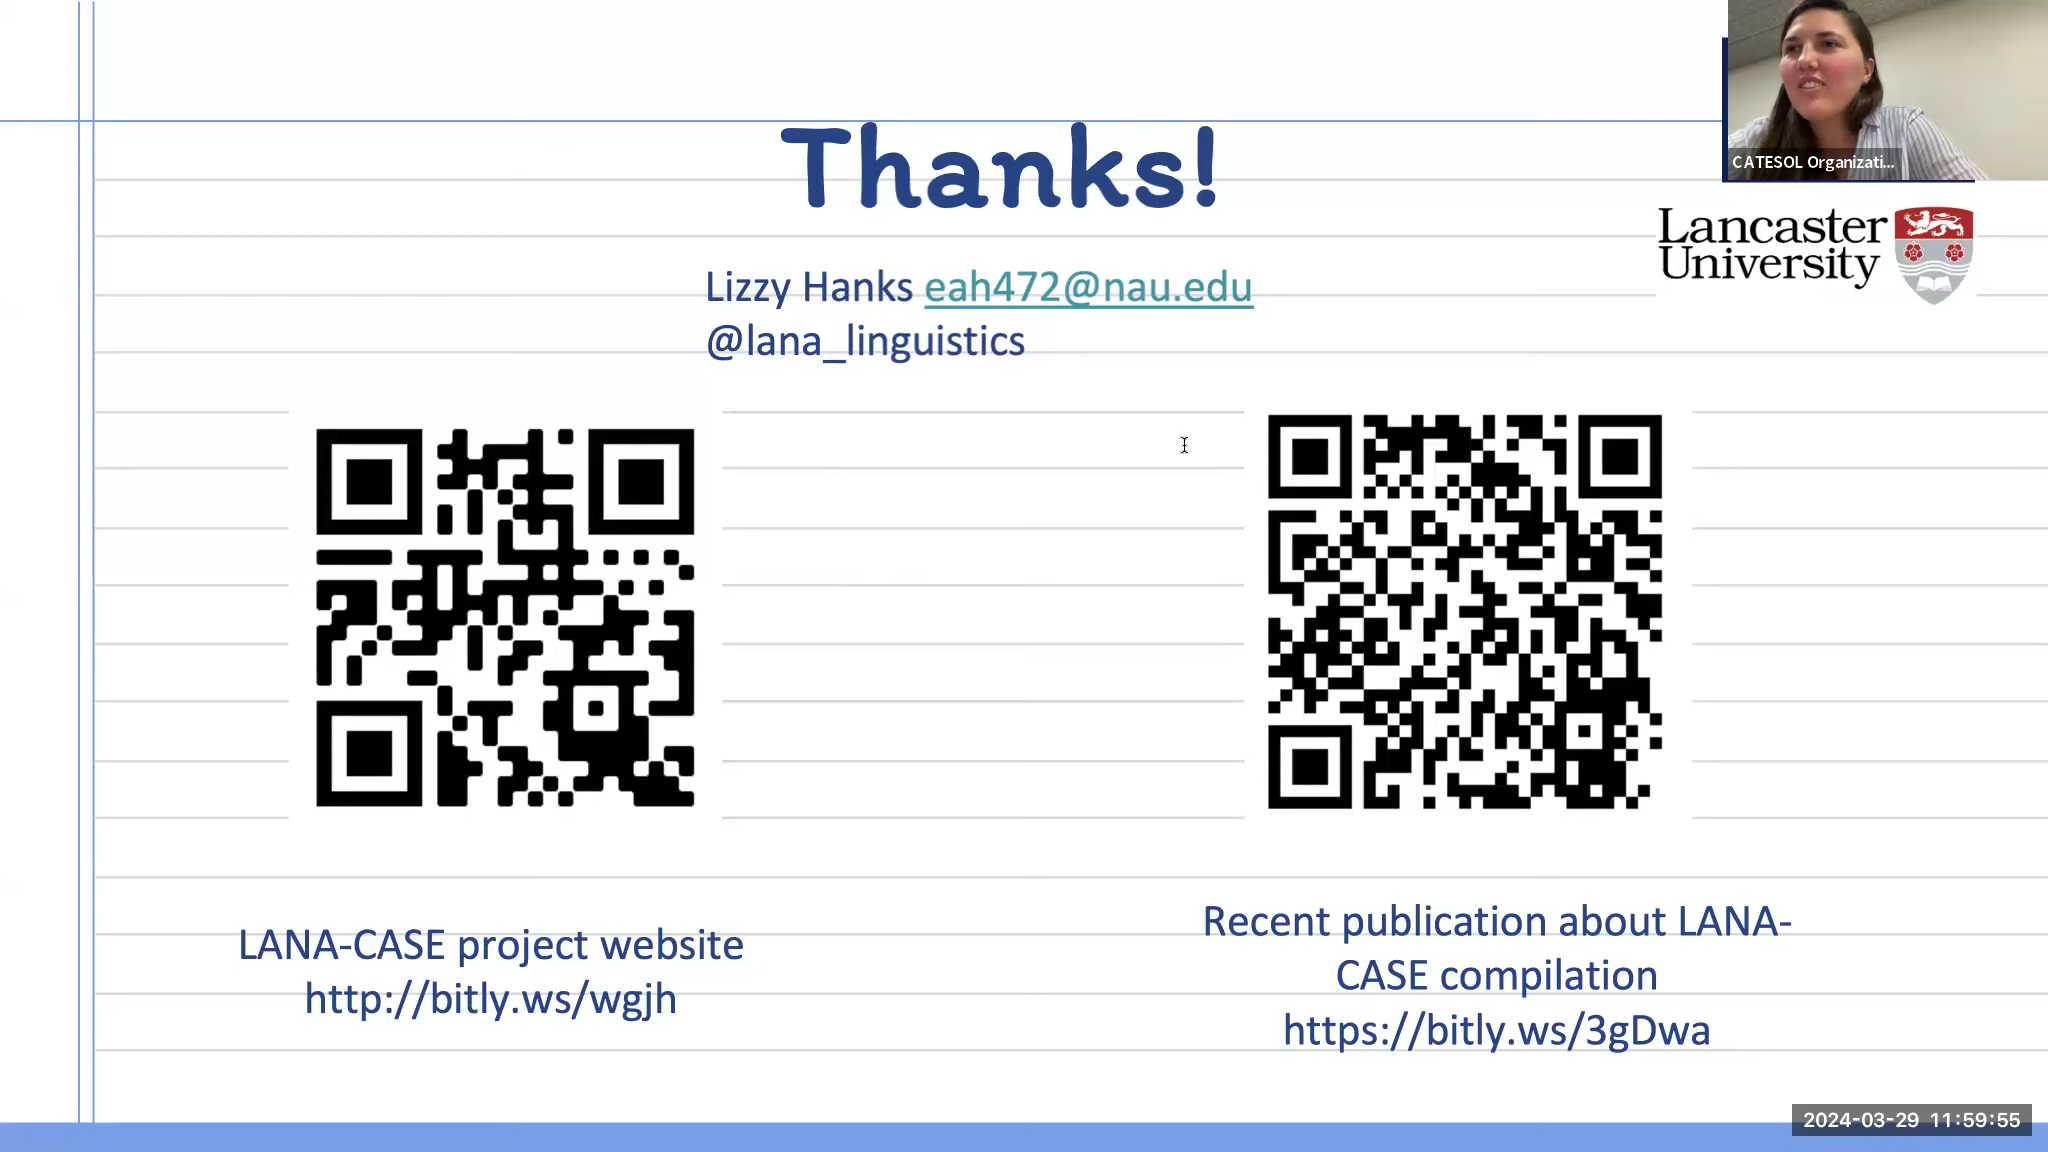 Thanks!
CATESOL Organizati...
Lancaster
University
Lizzy Hanks eah472@nau.edu
@lana_linguistics
LANA-CASE project website
http://bitly.ws/wgjh
Recent publication about LANA-
CASE compilation
https://bitly.ws/3gDwa
2024-03-29 11:59:55